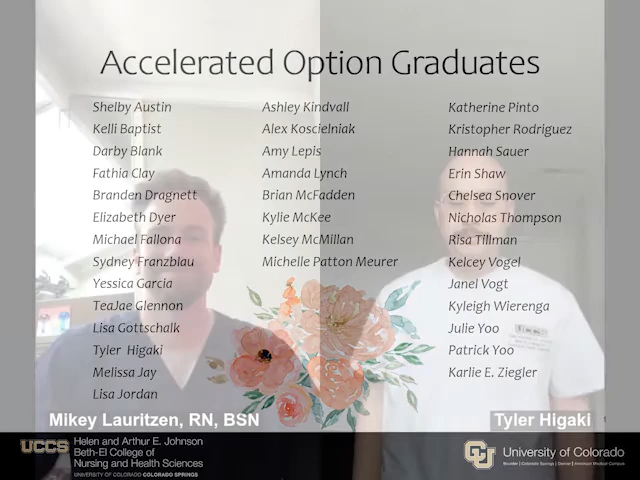 Accelerated Option Graduates
Shelby Austin
Kelli Baptist
Darby Blank
Fathia Clay
Branden Dragnett
Elizabeth Dyer
Michael Fallona
Sydney Franzblau
Yessica Garcia
TeaJae Glennon
Lisa Gottschalk
Tyler Higaki
Melissa Jay
Lisa Jordan
Ashley Kindvall
Alex Koscielniak
Amy Lepis
Amanda Lynch
Brian McFadden
Kylie McKee
Kelsey McMillan
Michelle Patton Meurer
Katherine Pinto
Kristopher Rodriguez
Hannah Sauer
Erin Shaw
Chelsea Snover
Nicholas Thompson
Risa Tillman
Kelcey Vogel
Janel Vogt
Kyleigh Wierenga
Julie Yoo
Patrick Yoo
Karlie E. Ziegler
UCCS
Mikey Lauritzen, RN, BSN
Tyler Higaki
1
UCCS
Helen and Arthur E. Johnson
Beth-El College of
Nursing and Health Sciences
UNIVERSITY OF COLORADO COLORADO SPRINGS
CU
University of Colorado
Boulder | Colorado Springs | Denver | Anschutz Medical Campus